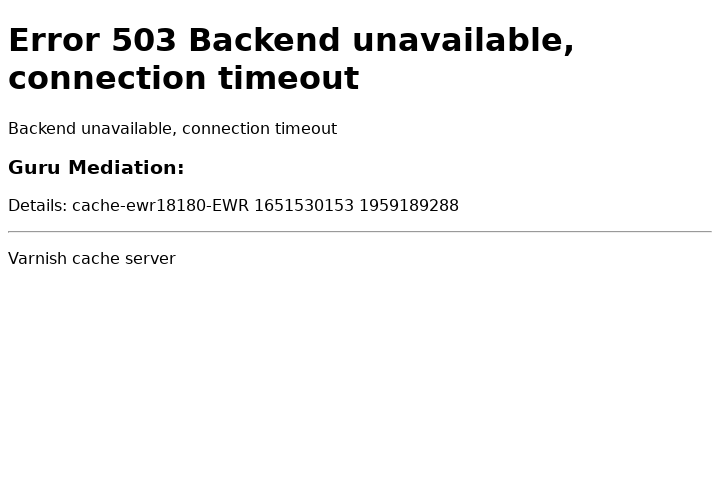 Error 503 Backend unavailable,
connection timeout
Backend unavailable, connection timeout
Guru Mediation:
Details: cache-ewr18180-EWR 1651530153 1959189288
Varnish cache server